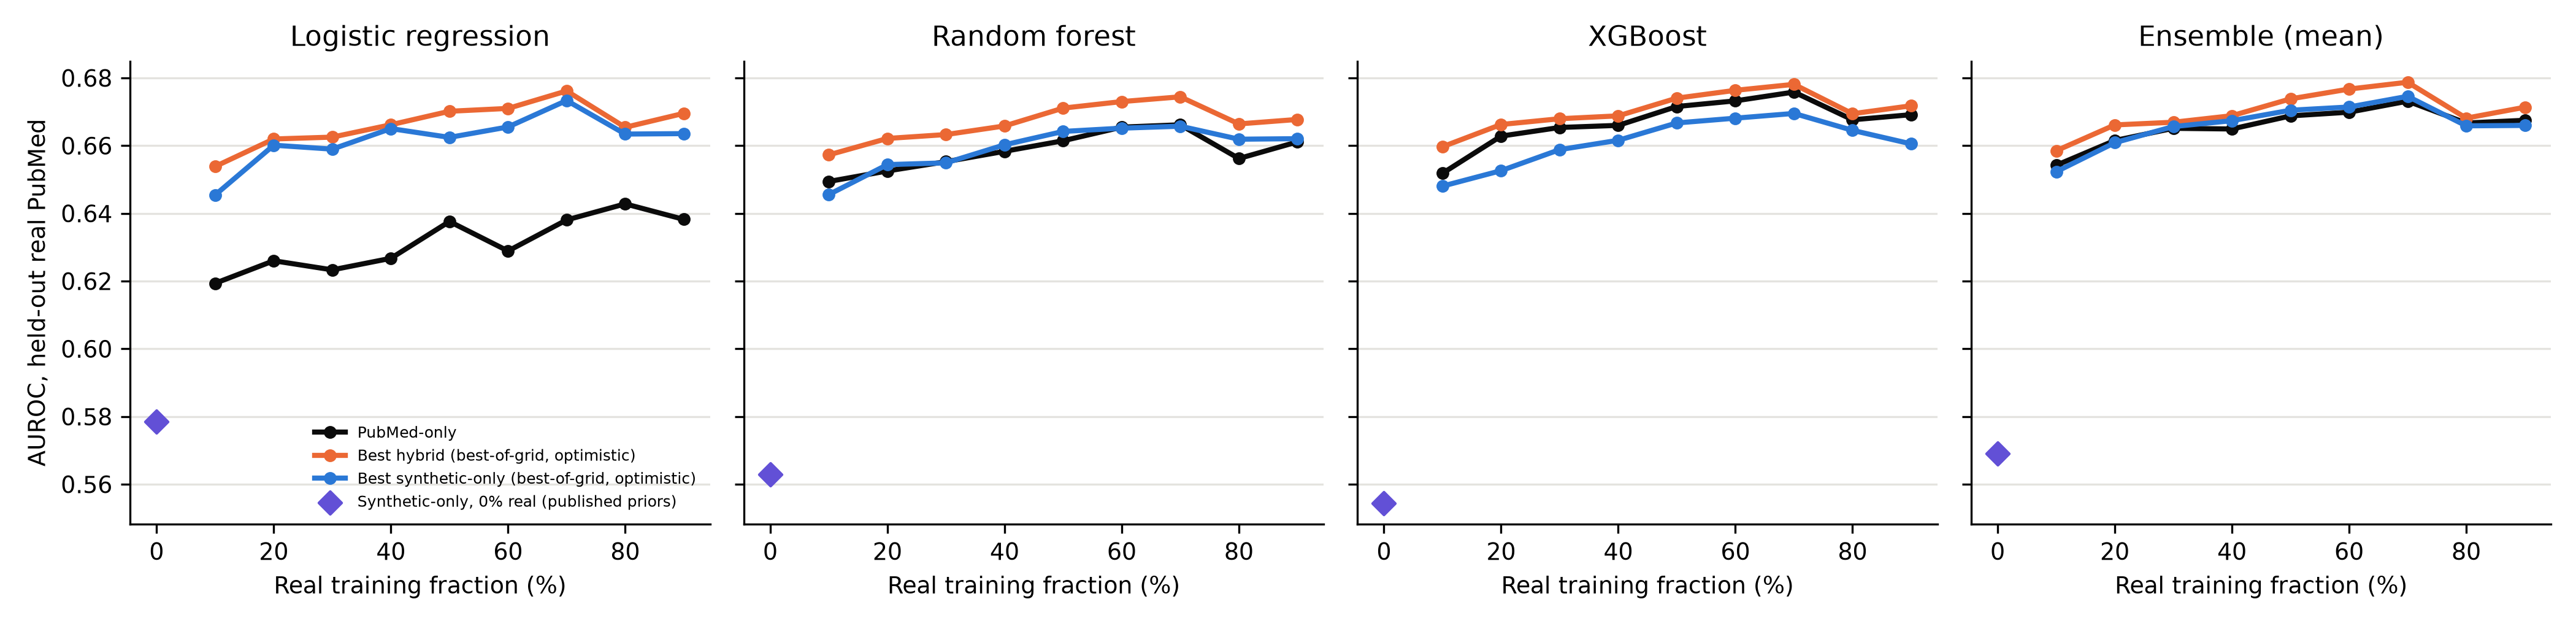 Logistic regression
Random forest
XGBoost
Ensemble (mean)
AUROC, held-out real PubMed
0.68
0.66
0.64
0.62
0.60
0.58
0.56
PubMed-only
Best hybrid (best-of-grid, optimistic)
Best synthetic-only (best-of-grid, optimistic)
Synthetic-only, 0% real (published priors)
0 20 40 60 80
0 20 40 60 80
0 20 40 60 80
0 20 40 60 80
Real training fraction (%)
Real training fraction (%)
Real training fraction (%)
Real training fraction (%)